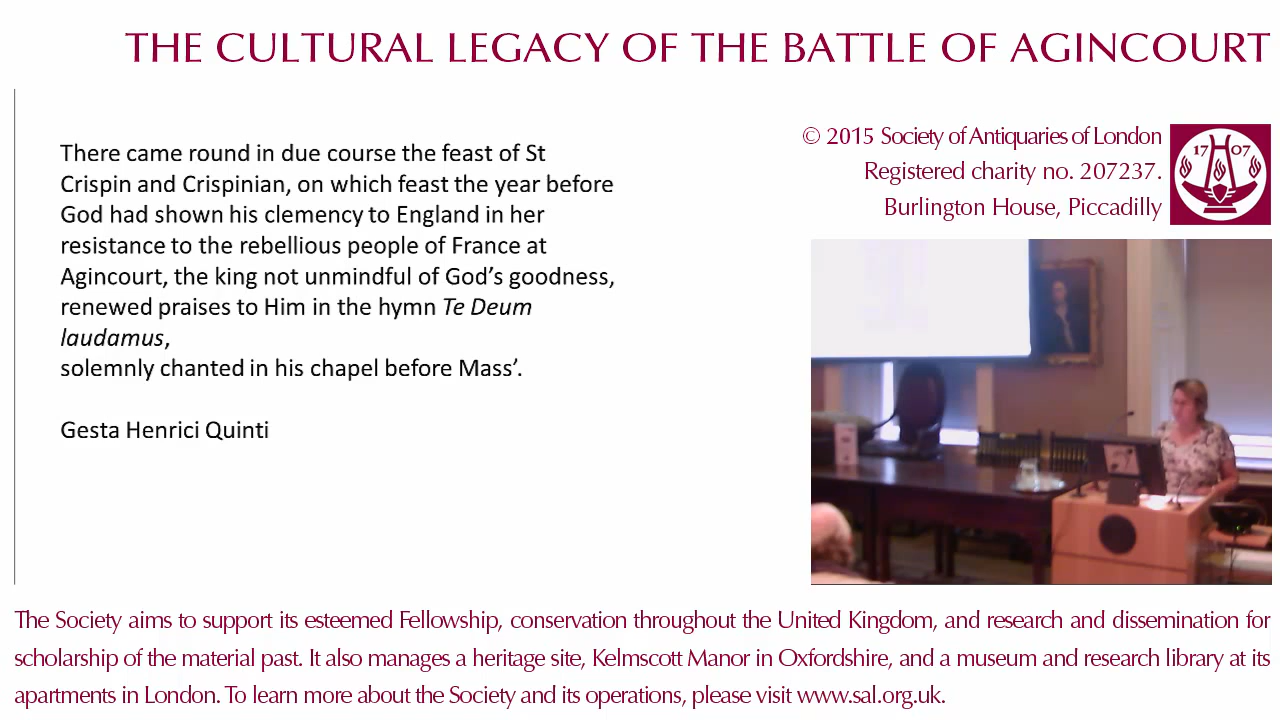 THE CULTURAL LEGACY OF THE BATTLE OF AGINCOURT
There came round in due course the feast of St
Crispin and Crispinian, on which feast the year before
God had shown his clemency to England in her
resistance to the rebellious people of France at
Agincourt, the king not unmindful of God’s goodness,
renewed praises to Him in the hymn Te Deum
laudamus,
solemnly chanted in his chapel before Mass’.
Gesta Henrici Quinti
© 2015 Society of Antiquaries of London
Registered charity no. 207237.
Burlington House, Piccadilly
17 07
The Society aims to support its esteemed Fellowship, conservation throughout the United Kingdom, and research and dissemination for
scholarship of the material past. It also manages a heritage site, Kelmscott Manor in Oxfordshire, and a museum and research library at its
apartments in London. To learn more about the Society and its operations, please visit www.sal.org.uk.